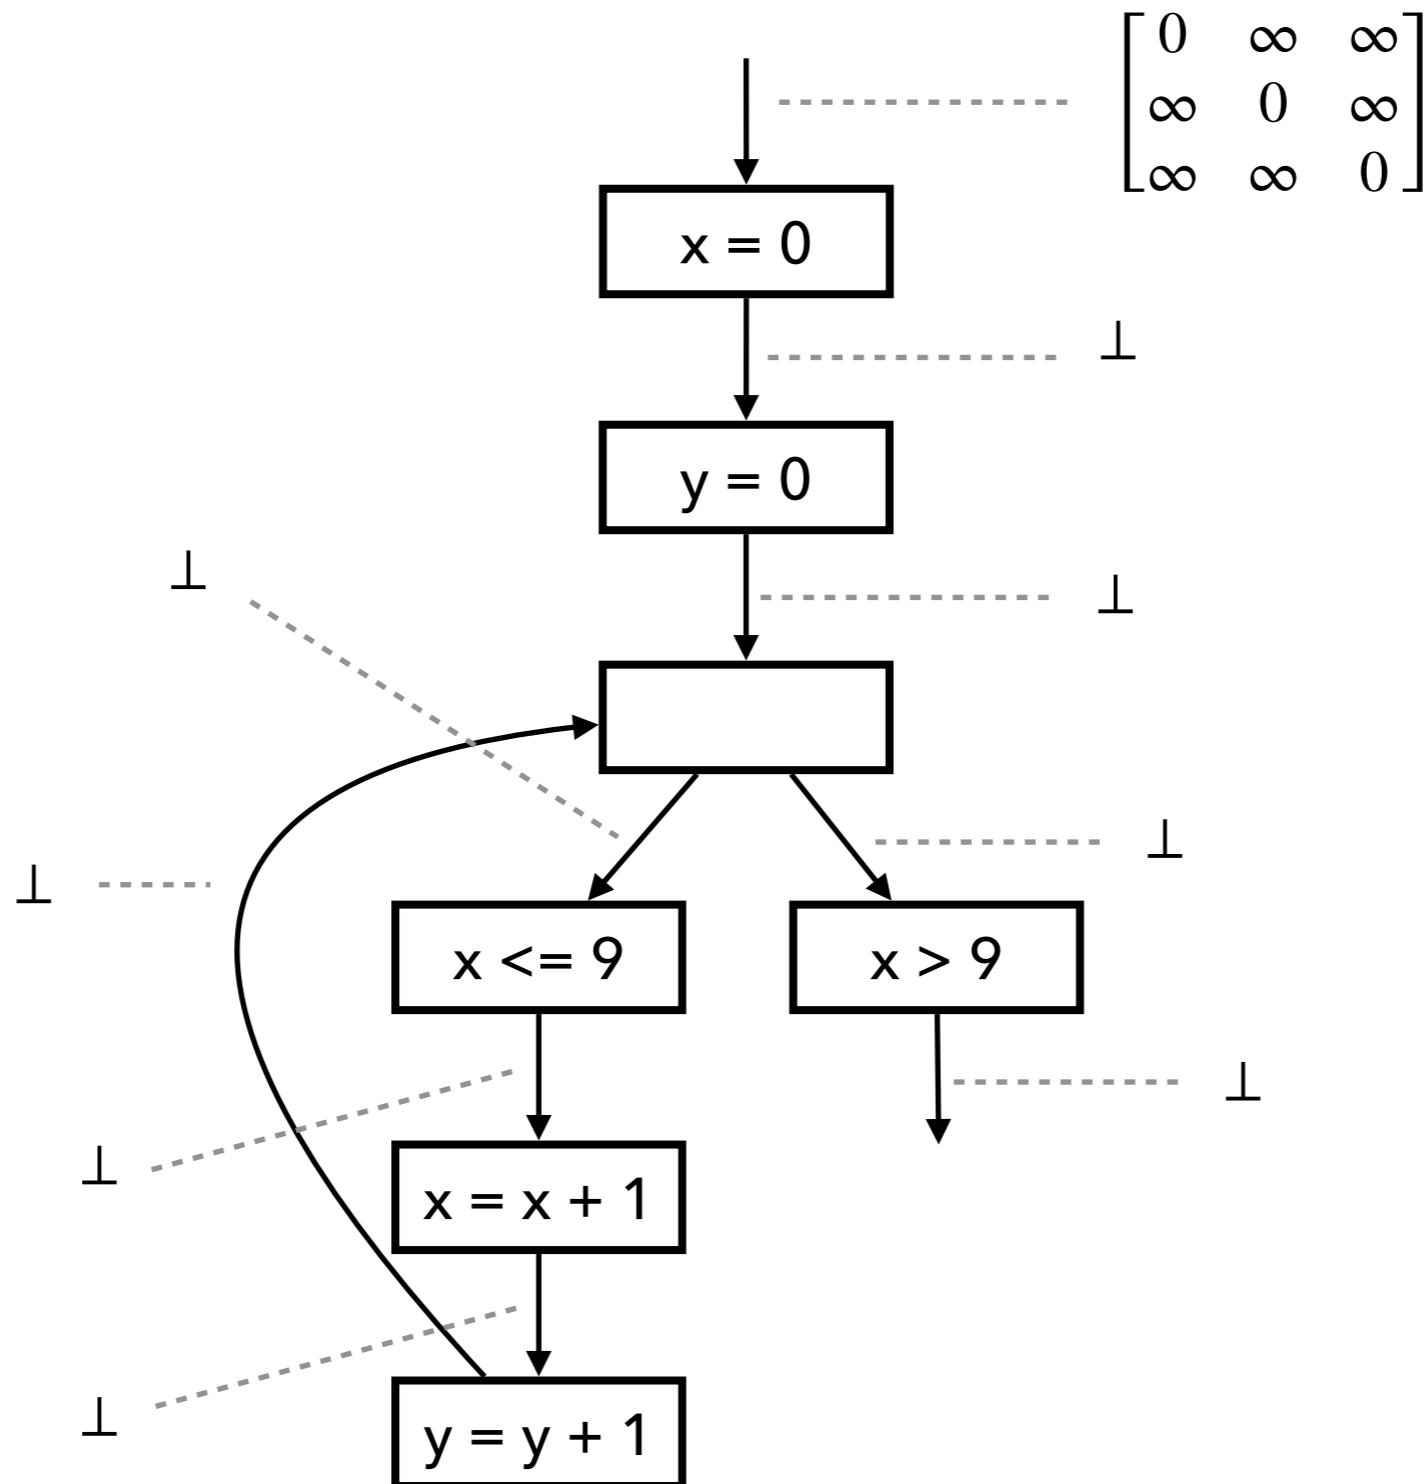 0 ∞ ∞
∞ 0 ∞
∞ ∞ 0
x = 0
⊥
y = 0
⊥
⊥
⊥
⊥
x <= 9
x > 9
⊥
⊥
x = x + 1
⊥
y = y + 1